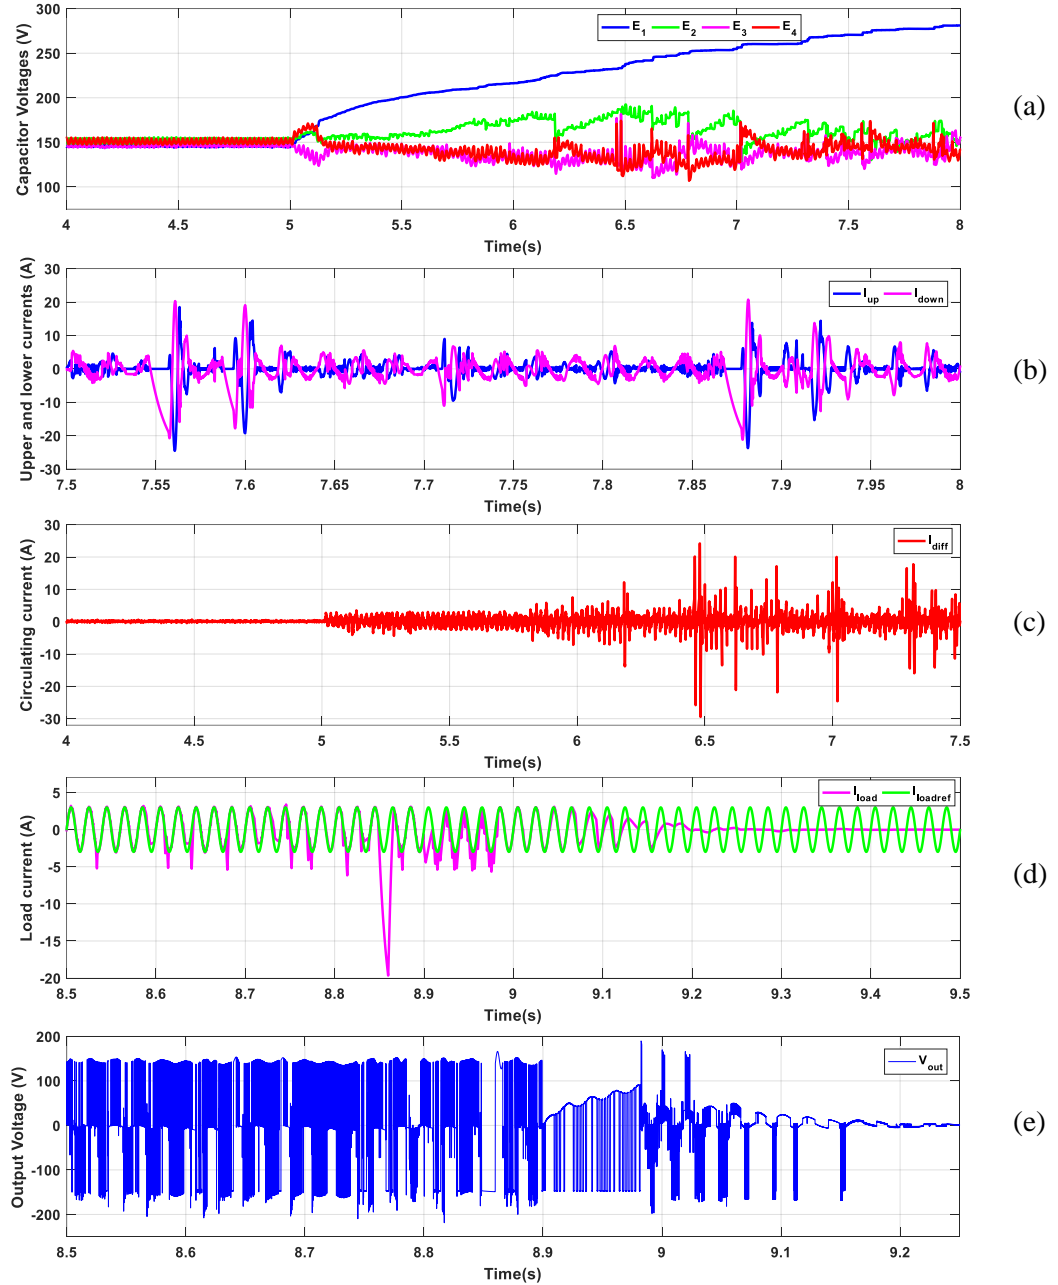 300
250
200
150
100
Capacitor Voltages (V)
E1 E2 E3 E4
4 4.5 5 5.5 6 6.5 7 7.5 8
Time(s)
(a)
30
20
10
0
-10
-20
-30
Upper and lower currents (A)
Iup Idown
7.5 7.55 7.6 7.65 7.7 7.75 7.8 7.85 7.9 7.95 8
Time(s)
(b)
30
20
10
0
-10
-20
-30
Circulating current (A)
Idiff
4 4.5 5 5.5 6 6.5 7 7.5
Time(s)
(c)
5
0
-5
-10
-15
-20
Load current (A)
Iload Iloadref
8.5 8.6 8.7 8.8 8.9 9 9.1 9.2 9.3 9.4 9.5
Time(s)
(d)
200
100
0
-100
-200
Output Voltage (V)
Vout
8.5 8.6 8.7 8.8 8.9 9 9.1 9.2
Time(s)
(e)